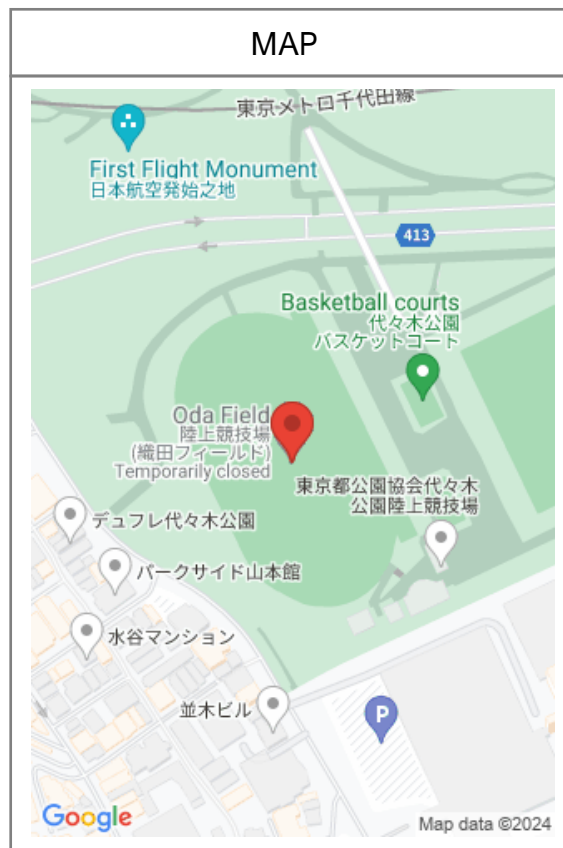 MAP
東京メトロ千代田線
First Flight Monument
日本航空発始之地
413
Basketball courts
代々木公園
バスケットコート
Oda Field
陸上競技場
(織田フィールド)
Temporarily closed
東京都公園協会代々木
公園陸上競技場
デュフレ代々木公園
パークサイド山本館
水谷マンション
並木ビル
P
Google
Map data ©2024